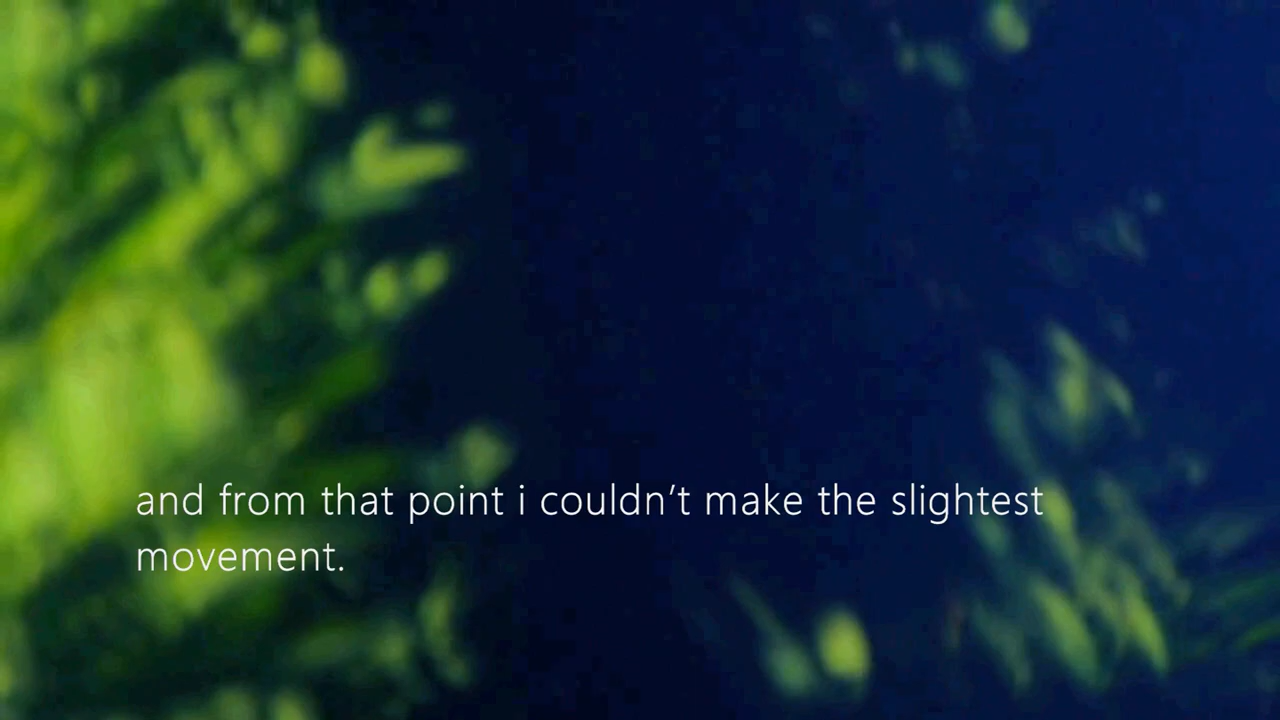 and from that point i couldn’t make the slightest
movement.